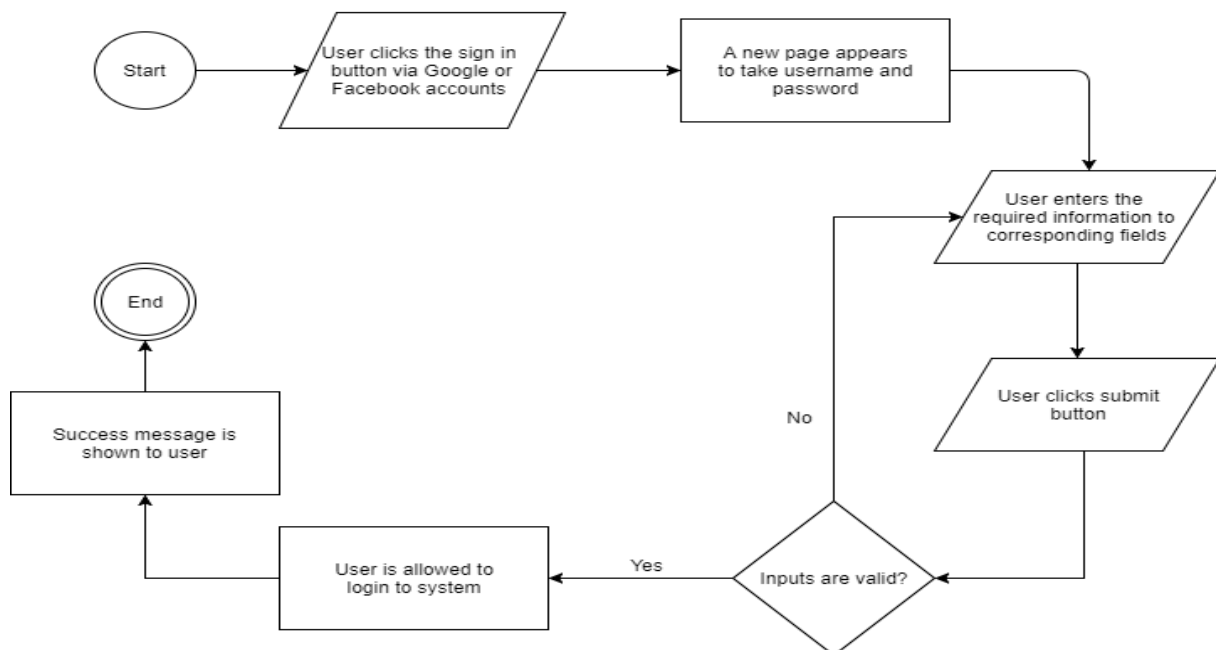 Start
User clicks the sign in
button via Google or
Facebook accounts
A new page appears
to take username and
password
User enters the
required information to
corresponding fields
User clicks submit
button
No
Inputs are valid?
Yes
User is allowed to
login to system
Success message is
shown to user
End